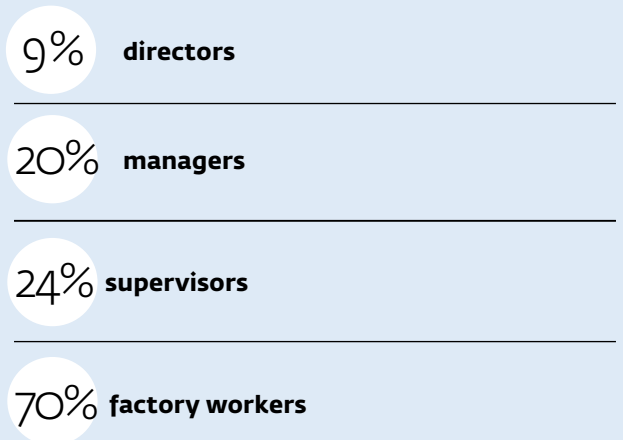 9% directors
20% managers
24% supervisors
70% factory workers